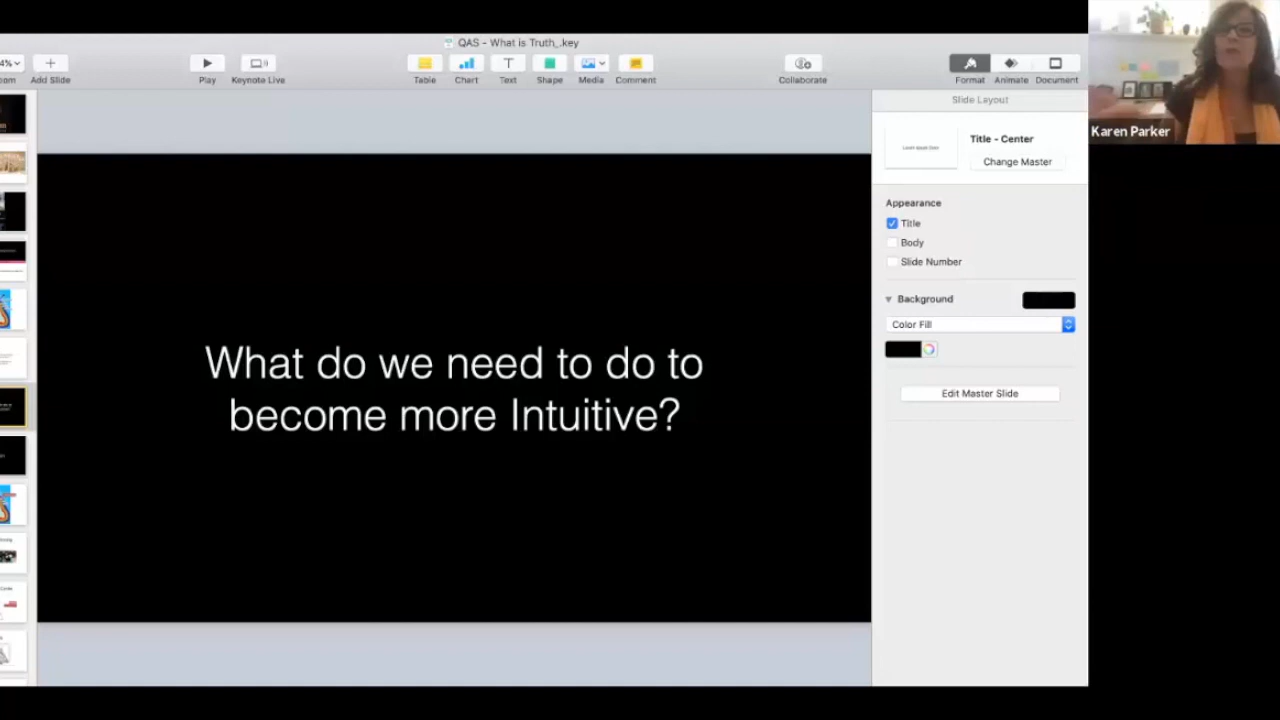 QAS - What is Truth_.key
Add Slide
Play
Keynote Live
Table
Chart
Text
Shape
Media
Comment
Collaborate
Format
Animate
Document
Slide Layout
Title - Center
Change Master
Appearance
Title
Body
Slide Number
Background
Color Fill
Edit Master Slide
What do we need to do to
become more Intuitive?
Karen Parker